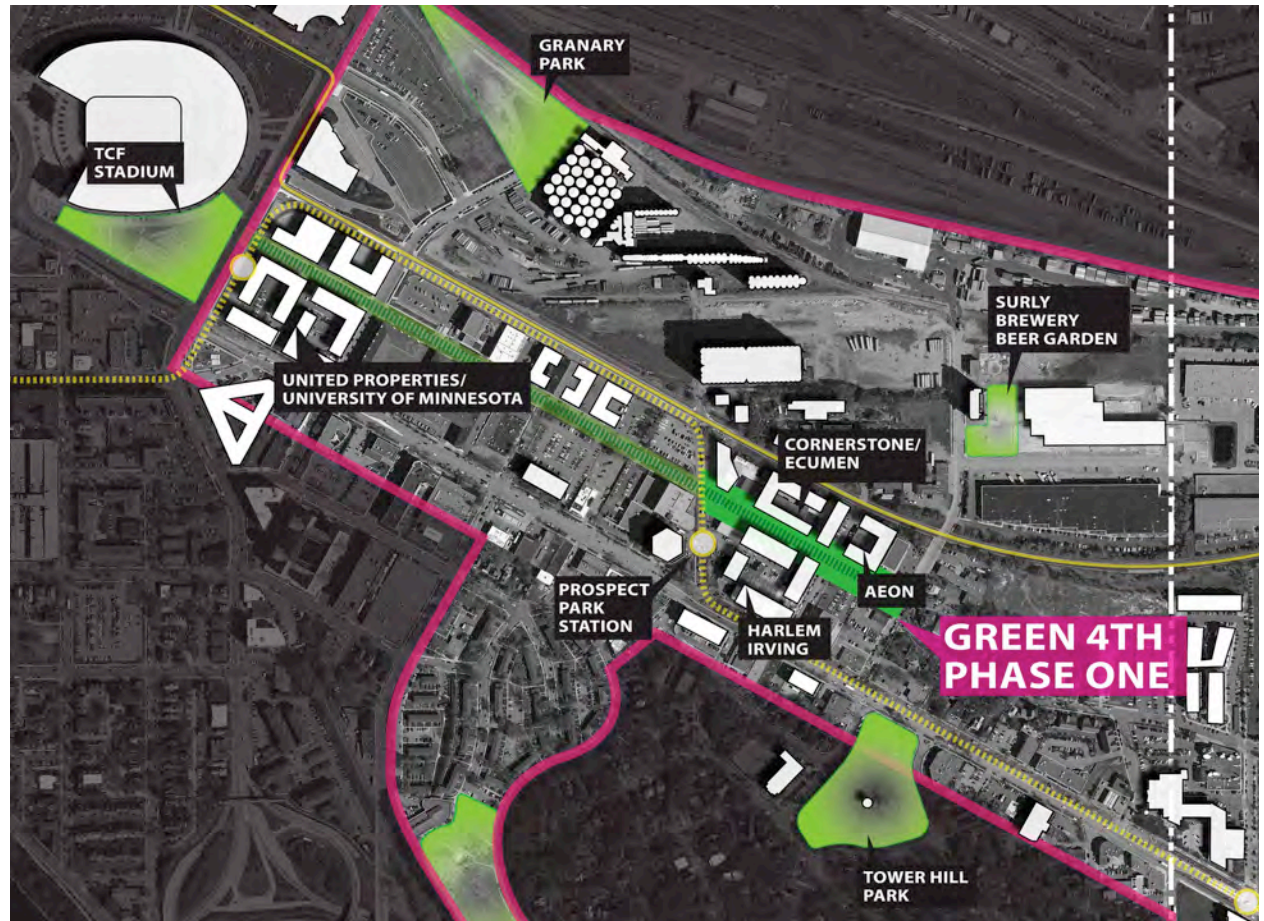 GRANARY
PARK
TCF
STADIUM
SURLY
BREWERY
BEER GARDEN
UNITED PROPERTIES/
UNIVERSITY OF MINNESOTA
CORNERSTONE/
ECUMEN
PROSPECT
PARK
STATION
AEON
HARLEM
IRVING
GREEN 4TH
PHASE ONE
TOWER HILL
PARK